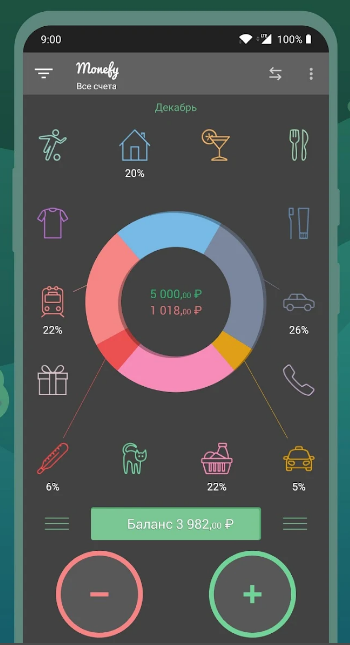 9:00
LTE
100%
Monefy
Все счета
Декабрь
20%
5 000,00 ₽
1 018,00 ₽
22%
26%
6%
22%
5%
Баланс 3 982,00 ₽